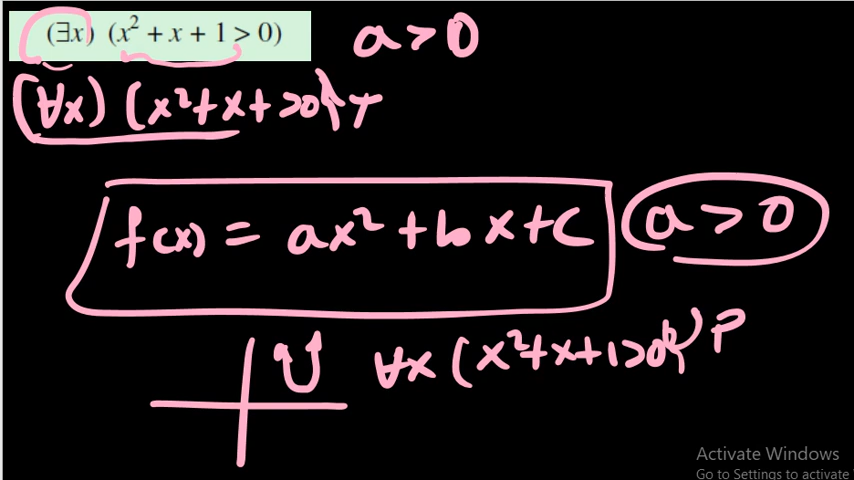 (∃x) (x² + x + 1 > 0) a > 0
(∀x) (x²+x+>0) T
f(x) = ax² + bx + c a > 0
∀x (x²+x+1>0) P
Activate Windows
Go to Settings to activate